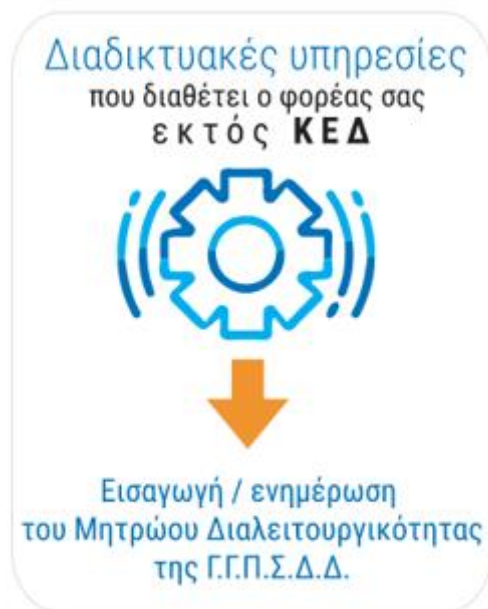 Διαδικτυακές υπηρεσίες
που διαθέτει ο φορέας σας
εκτός ΚΕΔ
Εισαγωγή / ενημέρωση
του Μητρώου Διαλειτουργικότητας
της Γ.Γ.Π.Σ.Δ.Δ.